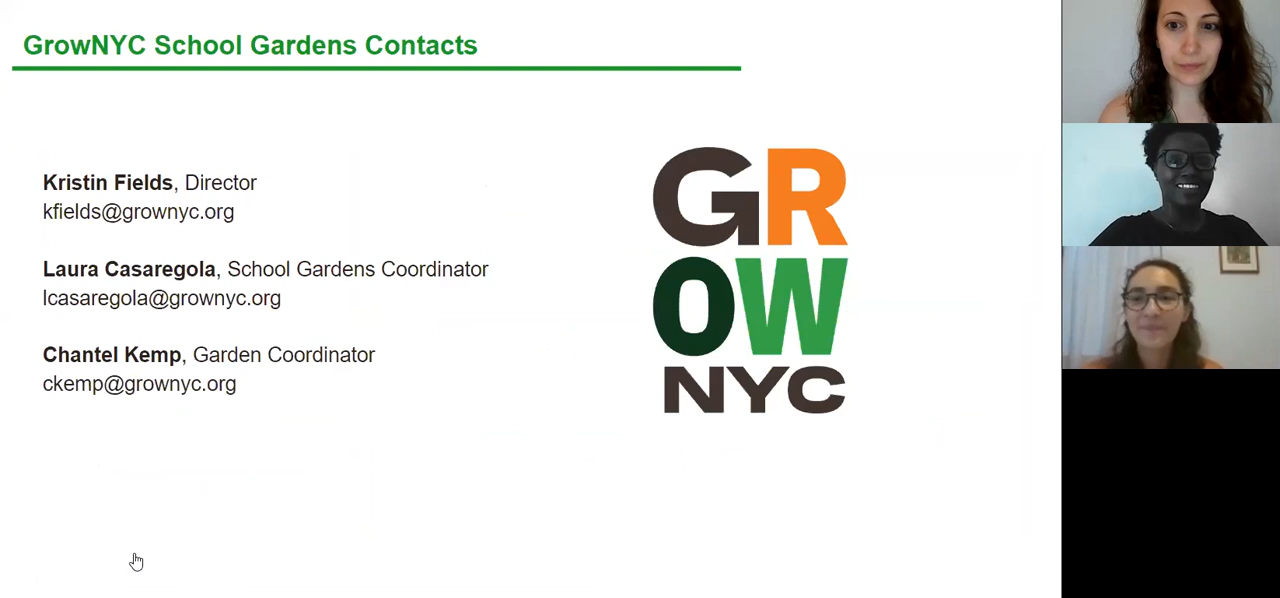 GrowNYC School Gardens Contacts
Kristin Fields, Director
kfields@grownyc.org
Laura Casaregola, School Gardens Coordinator
lcasaregola@grownyc.org
Chantel Kemp, Garden Coordinator
ckemp@grownyc.org
GR
OW
NYC